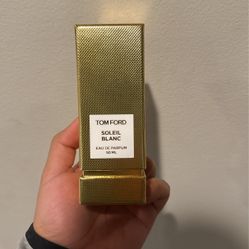 TOM FORD
SOLEIL
BLANC
EAU DE PARFUM
50 ML